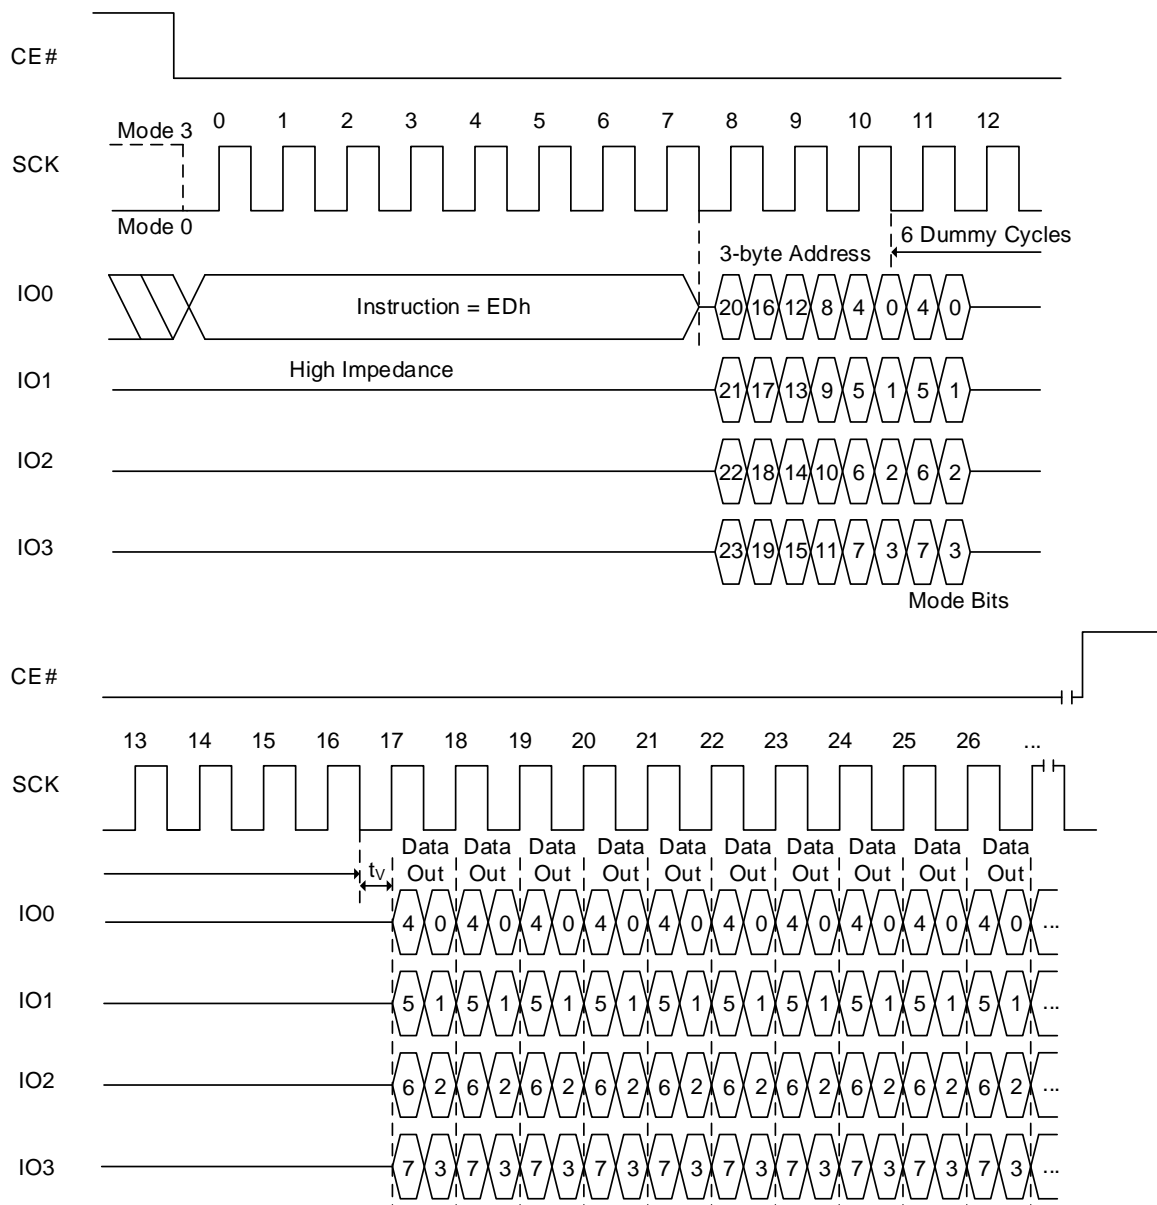 CE#
0 1 2 3 4 5 6 7 8 9 10 11 12
Mode 3
SCK
Mode 0
6 Dummy Cycles
3-byte Address
IO0
Instruction = EDh
20 16 12 8 4 0 4 0
High Impedance
IO1
21 17 13 9 5 1 5 1
IO2
22 18 14 10 6 2 6 2
IO3
23 19 15 11 7 3 7 3
Mode Bits
CE#
13 14 15 16 17 18 19 20 21 22 23 24 25 26 ...
SCK
Data Data Data Data Data Data Data Data Data Data
tV Out Out Out Out Out Out Out Out Out Out
IO0
4 0 4 0 4 0 4 0 4 0 4 0 4 0 4 0 4 0 4 0 ...
IO1
5 1 5 1 5 1 5 1 5 1 5 1 5 1 5 1 5 1 5 1 ...
IO2
6 2 6 2 6 2 6 2 6 2 6 2 6 2 6 2 6 2 6 2 ...
IO3
7 3 7 3 7 3 7 3 7 3 7 3 7 3 7 3 7 3 7 3 ...